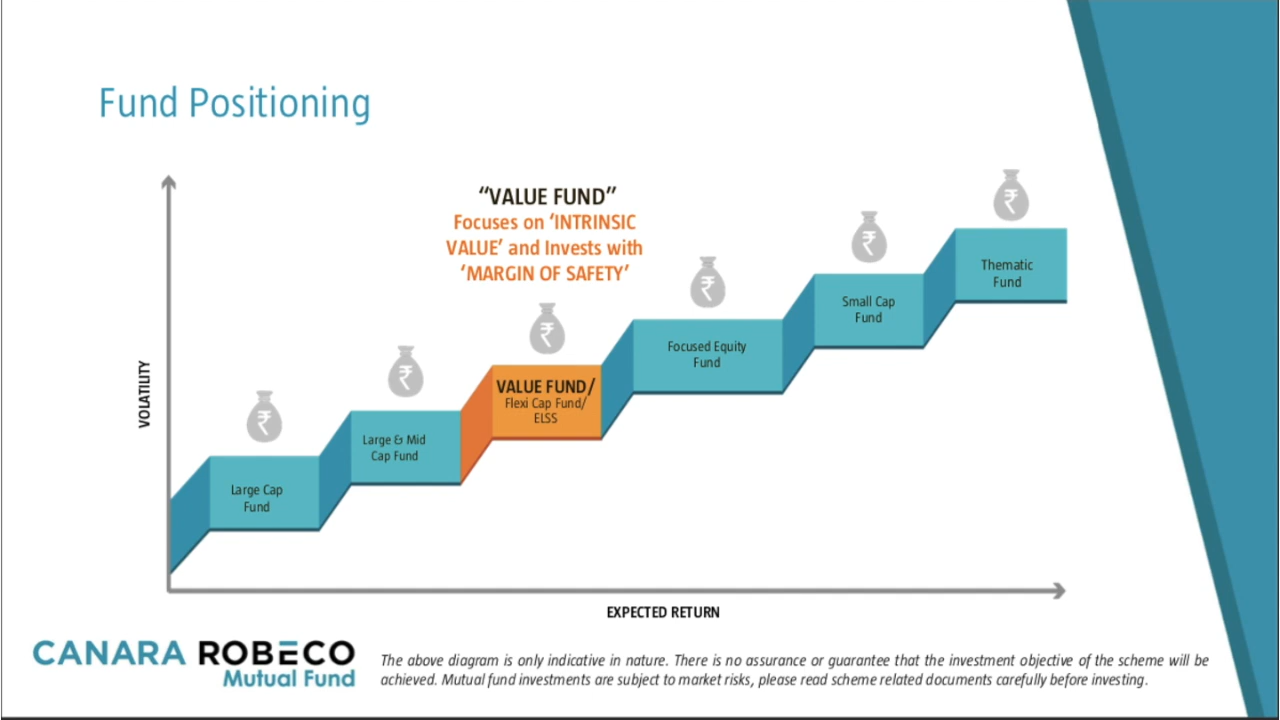 Fund Positioning
“VALUE FUND”
Focuses on ‘INTRINSIC
VALUE’ and Invests with
‘MARGIN OF SAFETY’
VOLATILITY
Large Cap
Fund
Large & Mid
Cap Fund
VALUE FUND/
Flexi Cap Fund/
ELSS
Focused Equity
Fund
Small Cap
Fund
Thematic
Fund
₹
₹
₹
₹
₹
₹
EXPECTED RETURN
CANARA ROBECO
Mutual Fund
The above diagram is only indicative in nature. There is no assurance or guarantee that the investment objective of the scheme will be
achieved. Mutual fund investments are subject to market risks, please read scheme related documents carefully before investing.